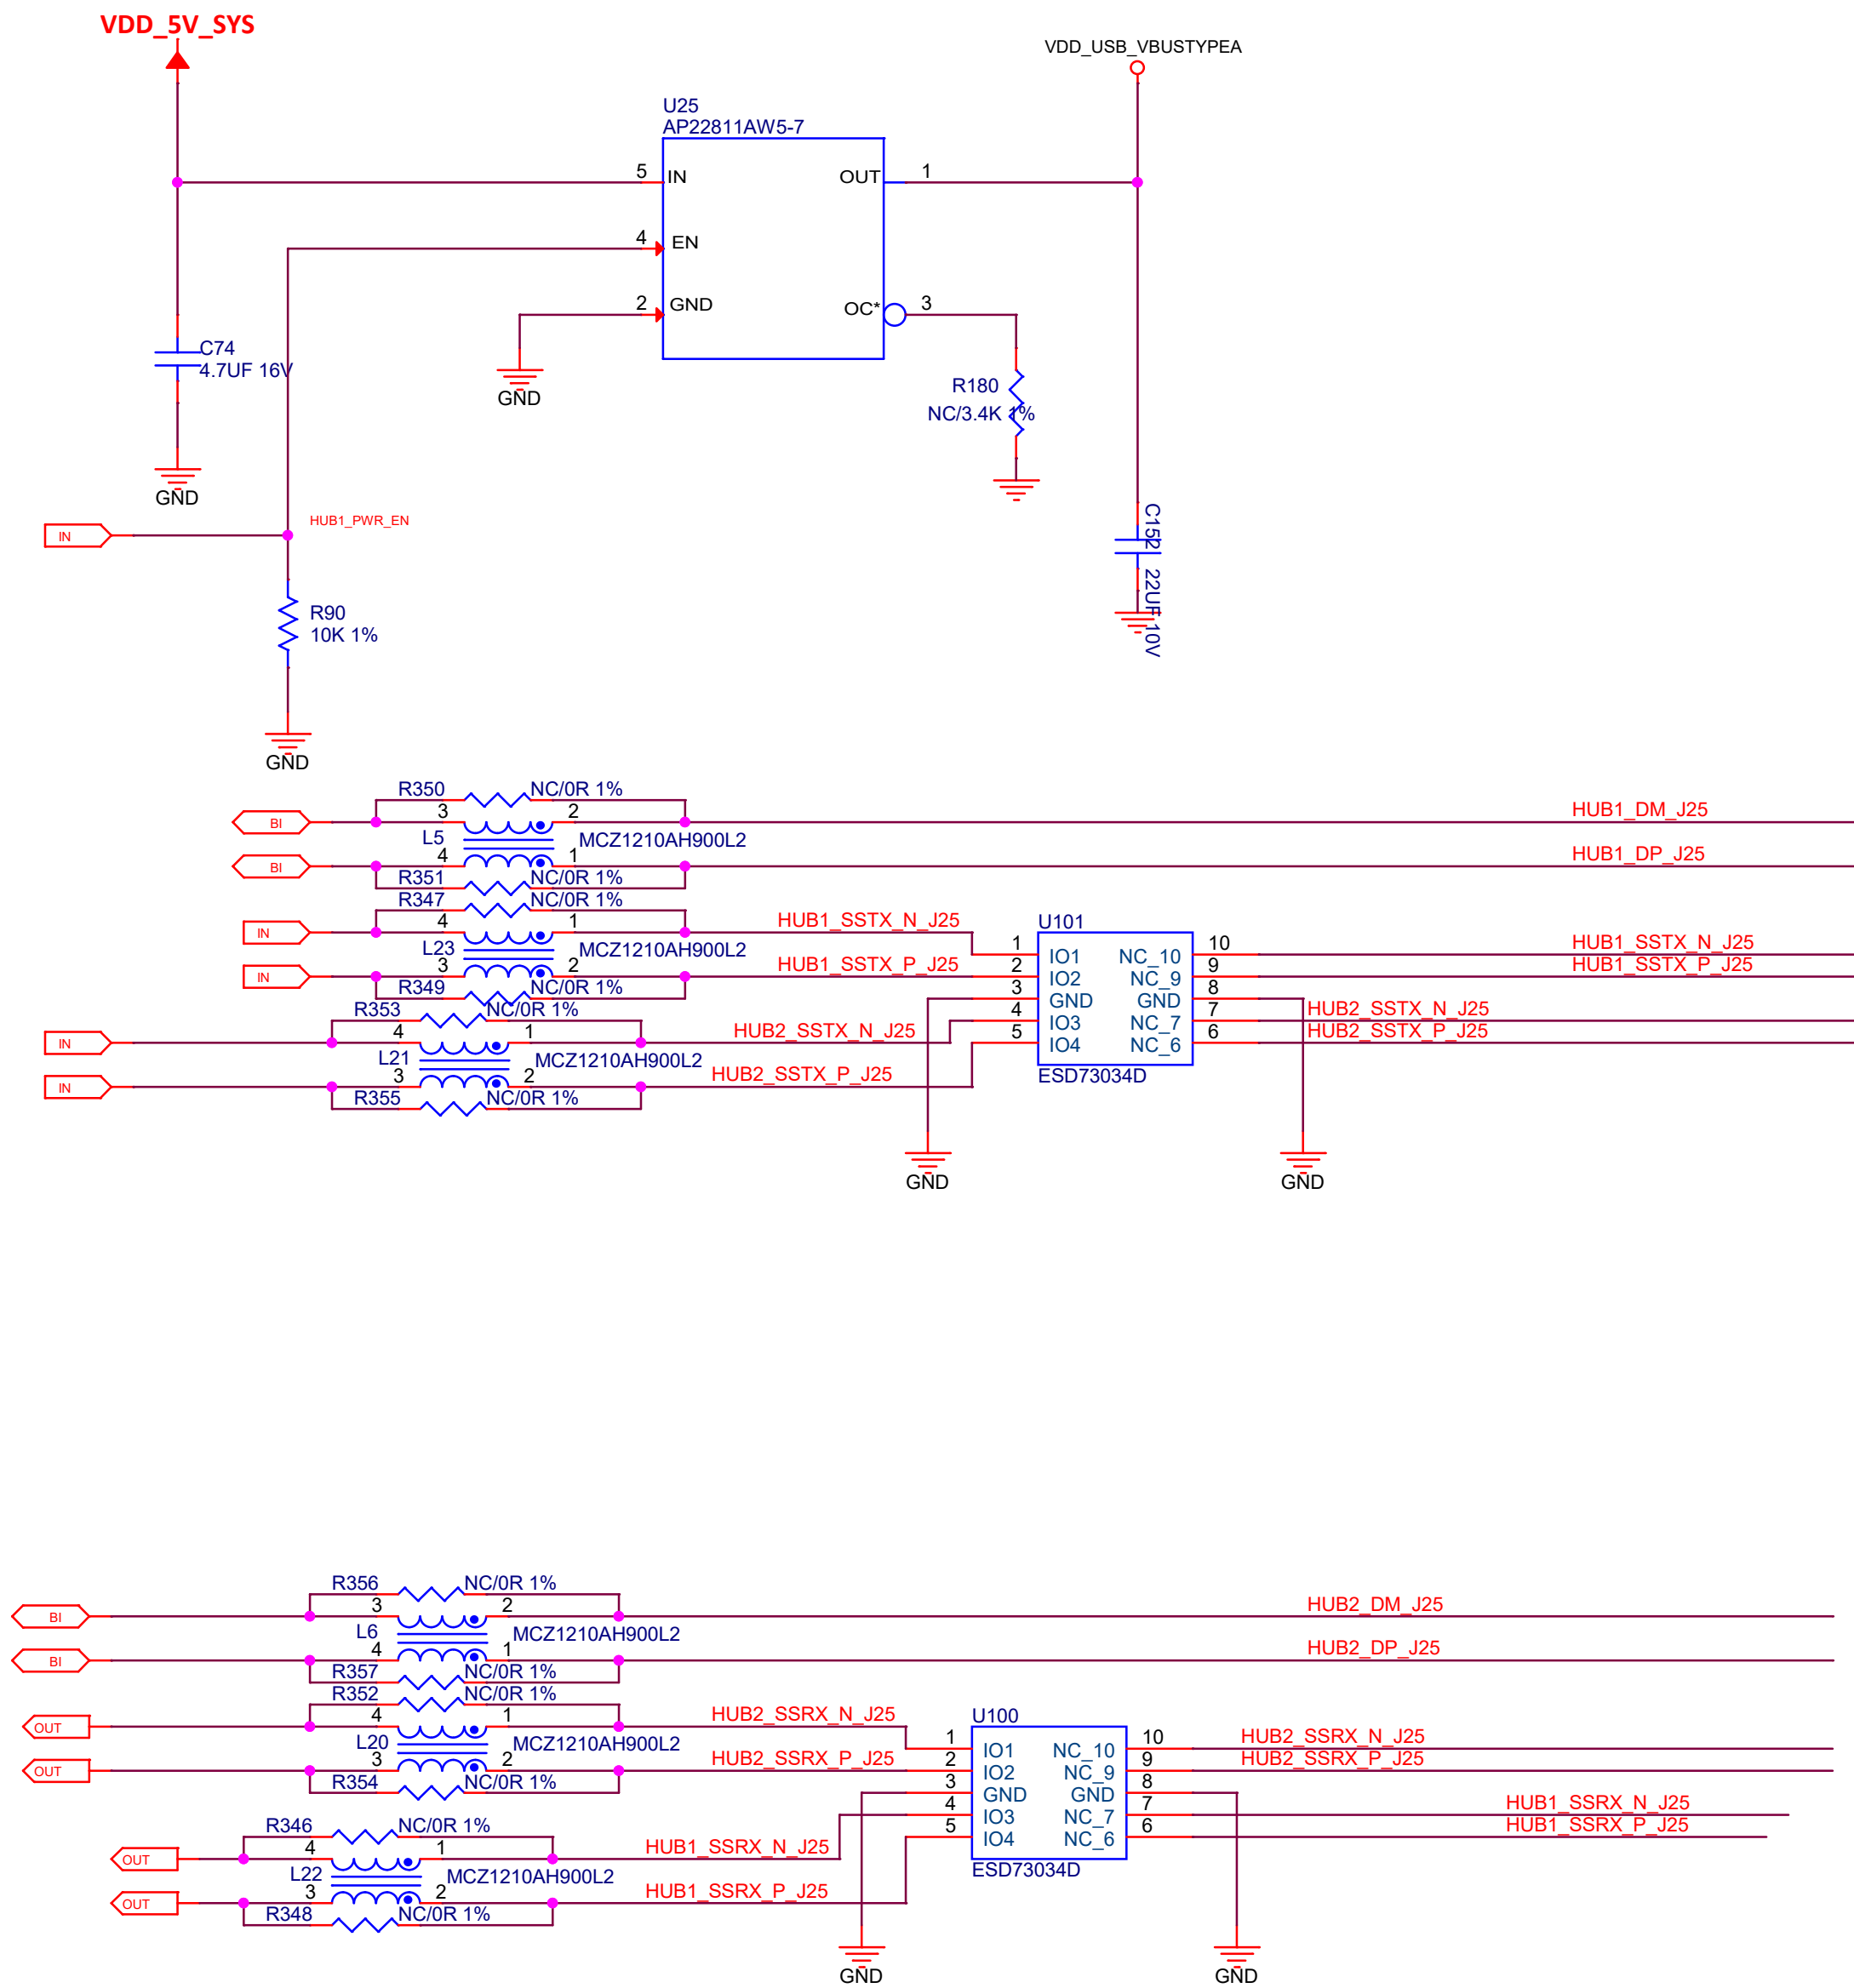 VDD_5V_SYS
VDD_USB_VBUSTYPEA
U25
AP22811AW5-7
5 IN OUT 1
4 EN
2 GND OC* 3
GND
C74
4.7UF 16V
GND
R180
NC/3.4K 1%
C152 22UF 10V
IN HUB1_PWR_EN
R90
10K 1%
GND
R350 NC/0R 1%
3 2
BI HUB1_DM_J25
L5 MCZ1210AH900L2
4 1
BI HUB1_DP_J25
R351 NC/0R 1%
R347 NC/0R 1%
4 1
IN HUB1_SSTX_N_J25
L23 MCZ1210AH900L2
3 2
IN HUB1_SSTX_P_J25
R349 NC/0R 1%
R353 NC/0R 1%
4 1
IN HUB2_SSTX_N_J25
L21 MCZ1210AH900L2
3 2
IN HUB2_SSTX_P_J25
R355 NC/0R 1%
U101
1 IO1 NC_10 10 HUB1_SSTX_N_J25
2 IO2 NC_9 9 HUB1_SSTX_P_J25
3 GND GND 8
4 IO3 NC_7 7 HUB2_SSTX_N_J25
5 IO4 NC_6 6 HUB2_SSTX_P_J25
ESD73034D
GND GND
R356 NC/0R 1%
3 2
BI HUB2_DM_J25
L6 MCZ1210AH900L2
4 1
BI HUB2_DP_J25
R357 NC/0R 1%
R352 NC/0R 1%
4 1
OUT HUB2_SSRX_N_J25
L20 MCZ1210AH900L2
3 2
OUT HUB2_SSRX_P_J25
R354 NC/0R 1%
R346 NC/0R 1%
4 1
OUT HUB1_SSRX_N_J25
L22 MCZ1210AH900L2
3 2
OUT HUB1_SSRX_P_J25
R348 NC/0R 1%
U100
1 IO1 NC_10 10 HUB2_SSRX_N_J25
2 IO2 NC_9 9 HUB2_SSRX_P_J25
3 GND GND 8
4 IO3 NC_7 7 HUB1_SSRX_N_J25
5 IO4 NC_6 6 HUB1_SSRX_P_J25
ESD73034D
GND GND